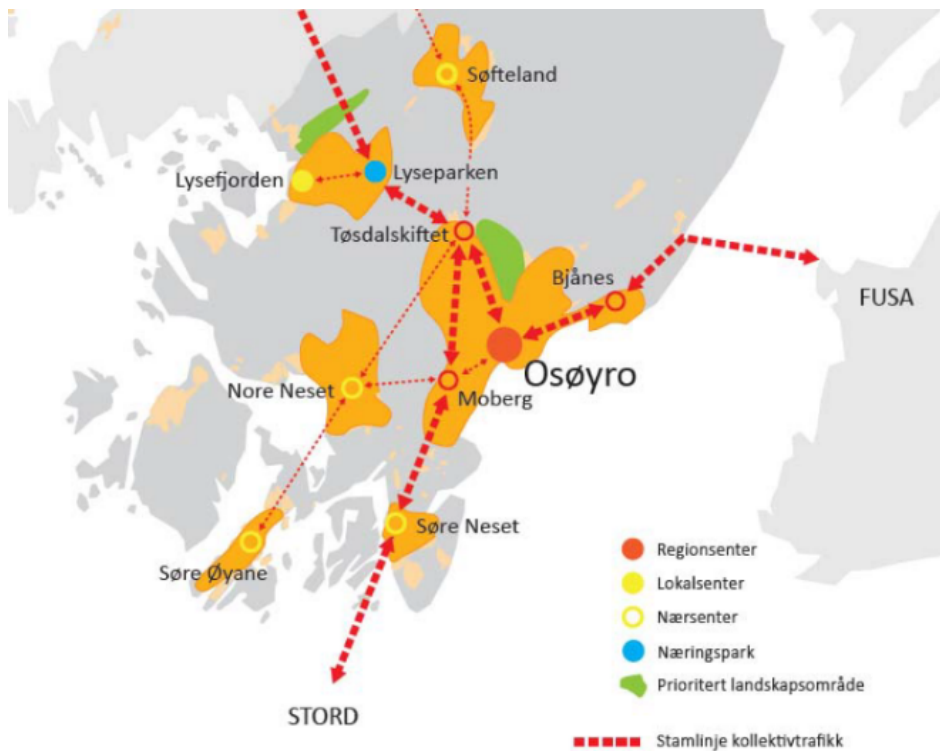 Søfteland
Lysefjorden
Lyseparken
Tøsdalskiftet
Bjånes
FUSA
Osøyro
Nore Neset
Moberg
Søre Neset
Søre Øyane
STORD
Regionsenter
Lokalsenter
Nærsenter
Næringspark
Prioritert landskapsområde
Stamlinje kollektivtrafikk